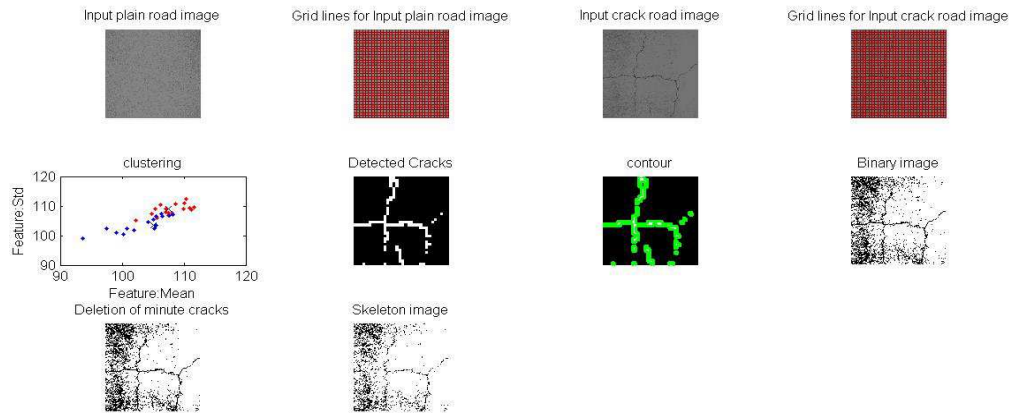 Input plain road image
Grid lines for Input plain road image
Input crack road image
Grid lines for Input crack road image
clustering
Detected Cracks
contour
Binary image
120
110
100
90
Feature:Std
90
100
110
120
Feature:Mean
Deletion of minute cracks
Skeleton image